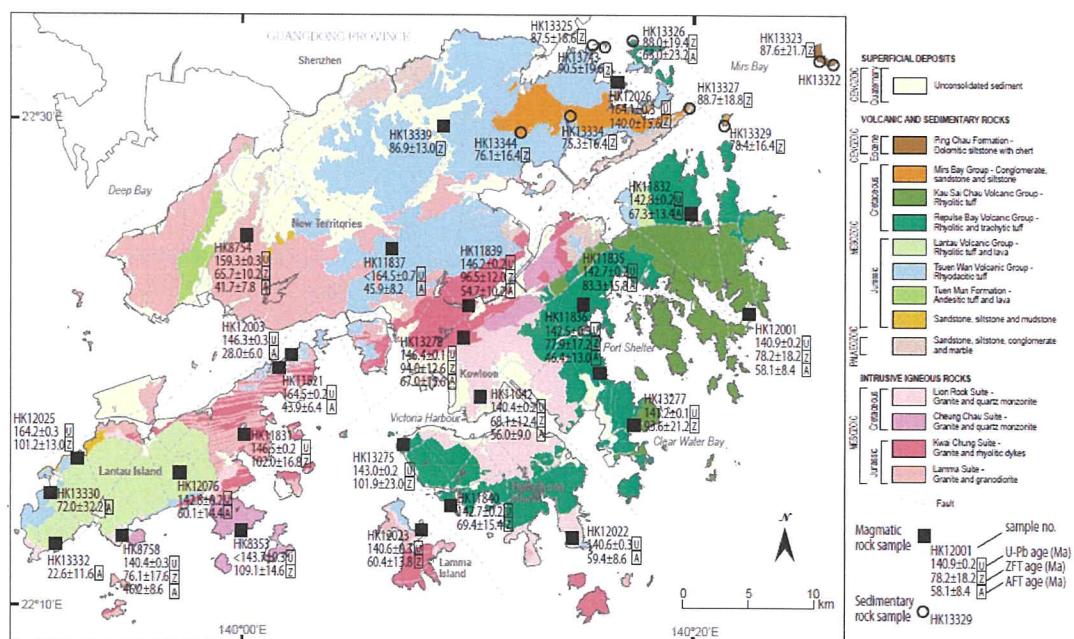 GUANGDONG PROVINCE
Shenzhen
HK13325
87.5±18.6 Z
HK13326
88.0±19.4 Z
68.0±23.2 A
HK13743
90.5±19.6
Mirs Bay
HK13323
87.6±21.7 Z
HK13322
HK12026
164.1±0.3 U
140.0±15.6 Z
HK13327
88.7±18.8 Z
22°30'
HK13339
86.9±13.0 Z
HK13344
76.1±16.4 Z
HK13334
75.3±16.4 Z
HK13329
78.4±16.4 Z
Deep Bay
New Territories
HK11832
142.8±0.2 U
67.3±13.4 A
HK8754
159.3±0.3 U
65.7±10.2 Z
41.7±7.8 A
HK11837
<164.5±0.7 U
45.9±8.2 A
HK11839
146.2±0.2 U
96.5±12.0 Z
54.7±10.2 A
HK11835
142.7±0.2 U
83.3±15.8
HK11836
142.5±0.3 U
77.9±17.2 Z
46.4±13.0 A
Port Shelter
HK12001
140.9±0.2 U
78.2±18.2 Z
58.1±8.4 A
HK12003
146.3±0.3 U
28.0±6.0 A
HK11821
164.5±0.2 U
43.9±6.4 A
HK13278
146.4±0.1 U
94.0±12.6 Z
67.0±15.6 A
Kowloon
HK11042
140.4±0.2 U
68.1±12.4 Z
56.0±9.0 A
Victoria Harbour
HK13277
141.2±0.1 U
93.6±21.2 Z
Clear Water Bay
HK12025
164.2±0.3 U
101.2±13.0 Z
Lantau Island
HK11831
146.5±0.2 U
102.0±16.8 Z
HK13275
143.0±0.2 U
101.9±23.0 Z
HK13330
72.0±32.2 A
HK12076
142.8±0.2 U
60.1±14.4 A
HK11840
142.7±0.2 U
69.4±15.4 Z
HK13332
22.6±11.6 A
HK8758
140.4±0.3 U
76.1±17.6 Z
46.2±8.6 A
HK8353
<143.7±0.3 U
109.1±14.6 Z
HK12023
140.6±0.3 U
60.4±13.8 Z
Lamma
Island
HK12022
140.6±0.3 U
59.4±8.6 A
N
22°10'
0 5 10
km
140°00'E
140°20'E
SUPERFICIAL DEPOSITS
CENOZOIC
Quaternary
Unconsolidated sediment
VOLCANIC AND SEDIMENTARY ROCKS
CENOZOIC
Eocene
Ping Chau Formation -
Dolomitic siltstone with chert
MESOZOIC
Cretaceous
Mirs Bay Group - Conglomerate,
sandstone and siltstone
Kau Sai Chau Volcanic Group -
Rhyolitic tuff
Repulse Bay Volcanic Group -
Rhyolitic and trachytic tuff
Jurassic
Lantau Volcanic Group -
Rhyolitic tuff and lava
Tsuen Wan Volcanic Group -
Rhyodacitic tuff
Tuen Mun Formation -
Andesitic tuff and lava
Sandstone, siltstone and mudstone
Sandstone, siltstone, conglomerate
and marble
INTRUSIVE IGNEOUS ROCKS
MESOZOIC
Cretaceous
Lion Rock Suite -
Granite and quartz monzonite
Cheung Chau Suite -
Granite and quartz monzonite
Jurassic
Kwai Chung Suite -
Granite and rhyolitic dykes
Lamma Suite -
Granite and granodiorite
Fault
Magmatic
rock sample
sample no.
HK12001
140.9±0.2 U
78.2±18.2 Z
58.1±8.4 A
U-Pb age (Ma)
ZFT age (Ma)
AFT age (Ma)
Sedimentary
rock sample
HK13329